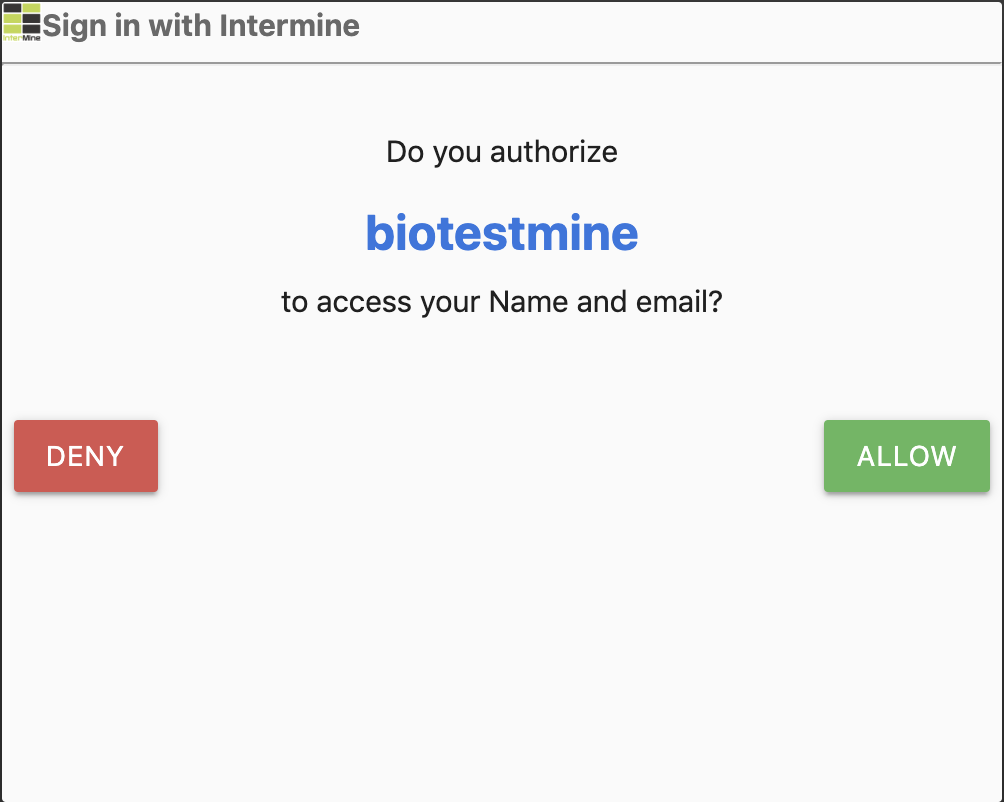 InterMine
Sign in with Intermine
Do you authorize
biotestmine
to access your Name and email?
DENY
ALLOW